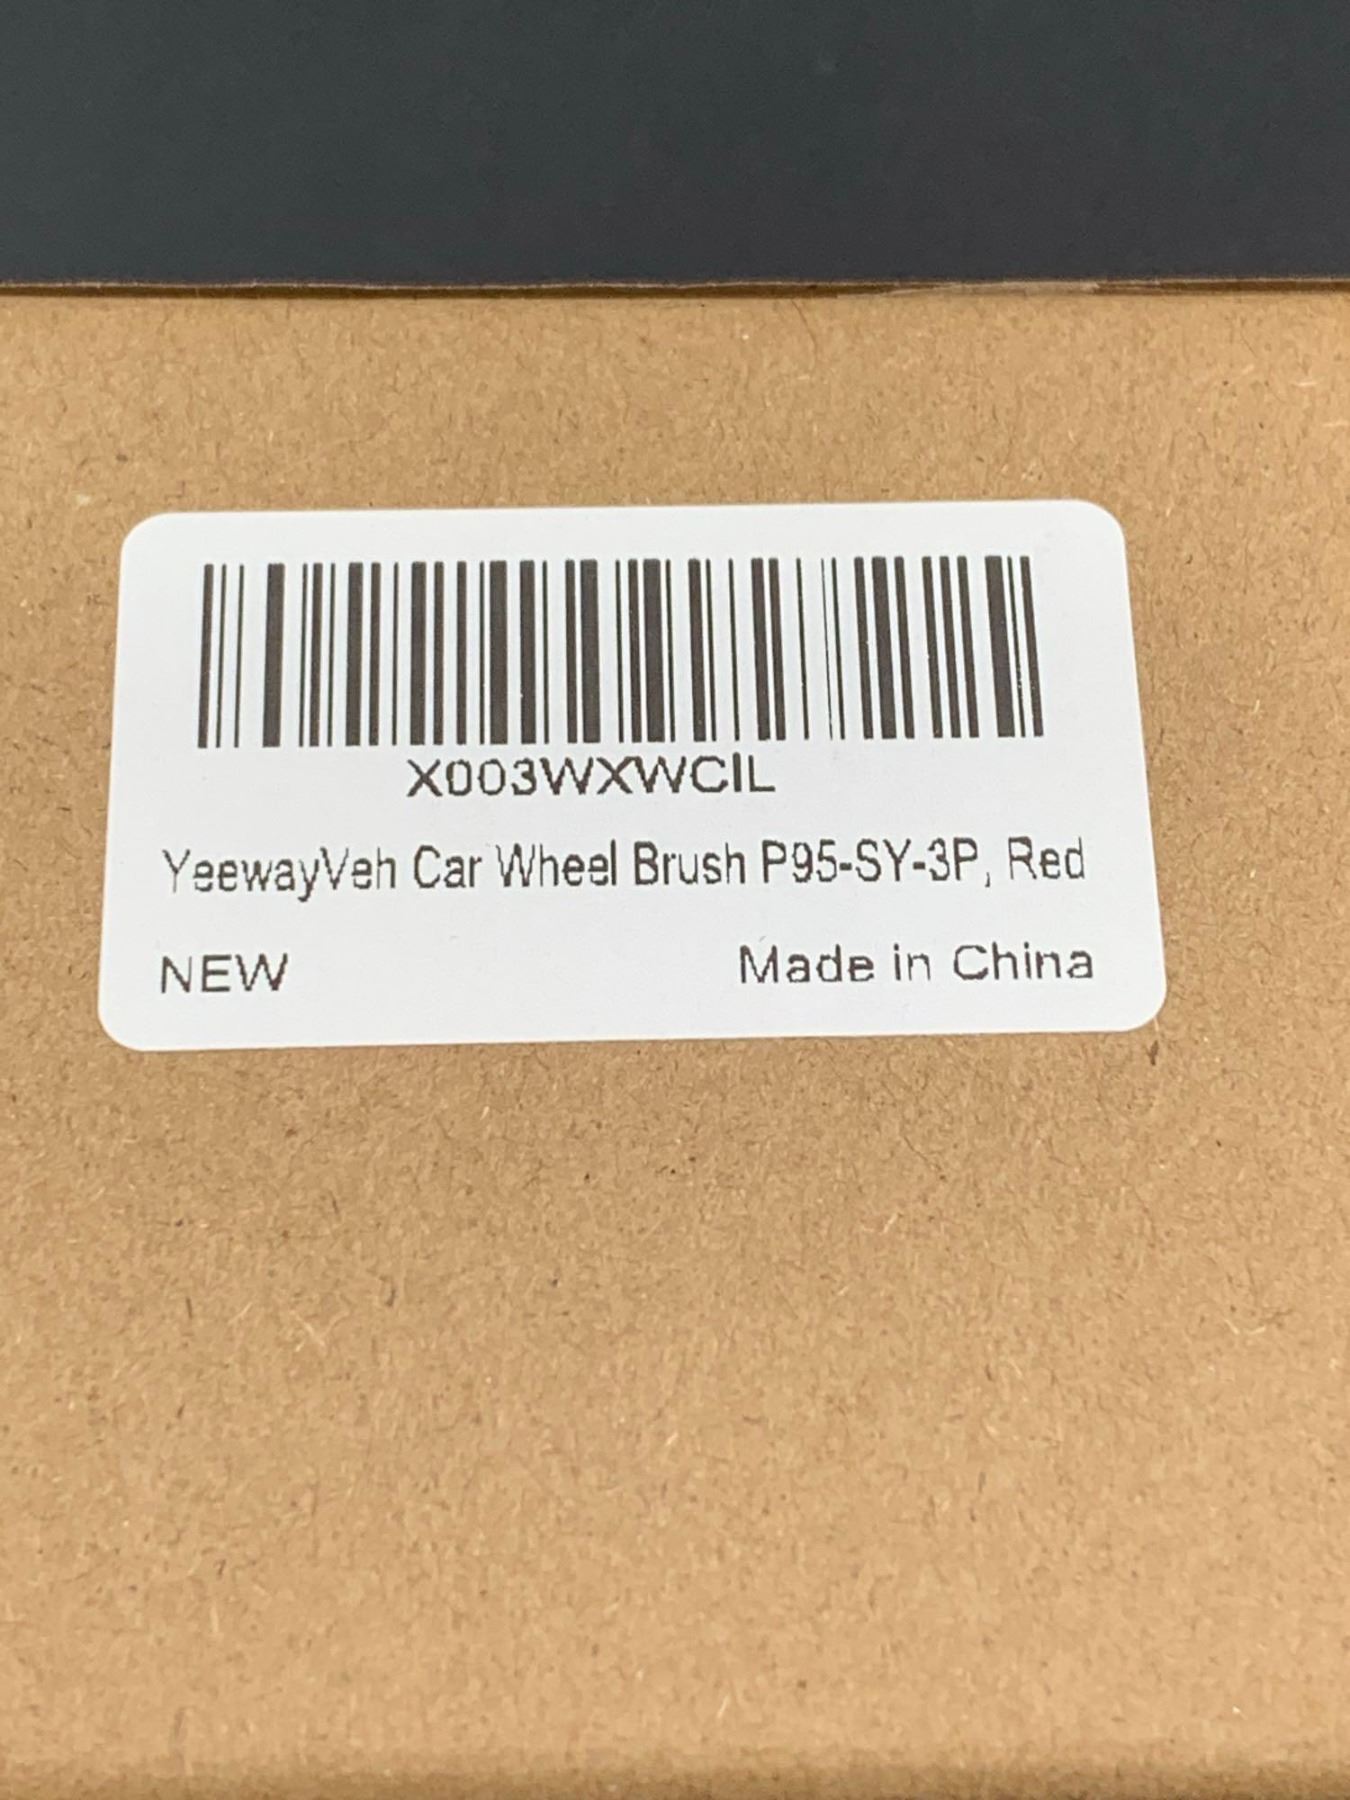 X003WXWCIL
YeewayVeh Car Wheel Brush P95-SY-3P, Red
NEW
Made in China